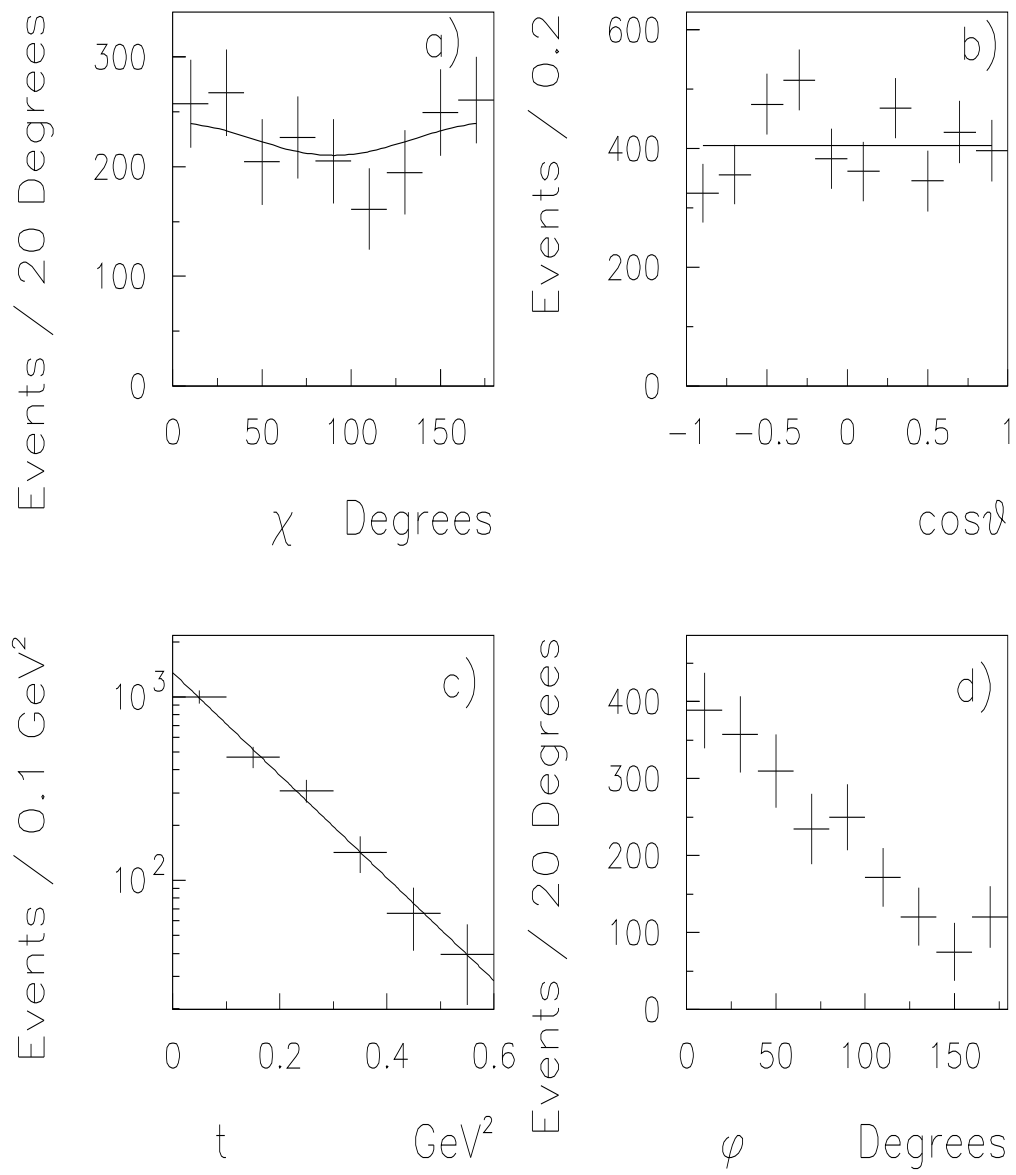 a)
Events / 20 Degrees
300
200
100
0
0 50 100 150
χ Degrees
b)
Events / 0.2
600
400
200
0
−1 −0.5 0 0.5 1
cosϑ
c)
Events / 0.1 GeV²
10³
10²
0 0.2 0.4 0.6
t GeV²
d)
Events / 20 Degrees
400
300
200
100
0
0 50 100 150
φ Degrees